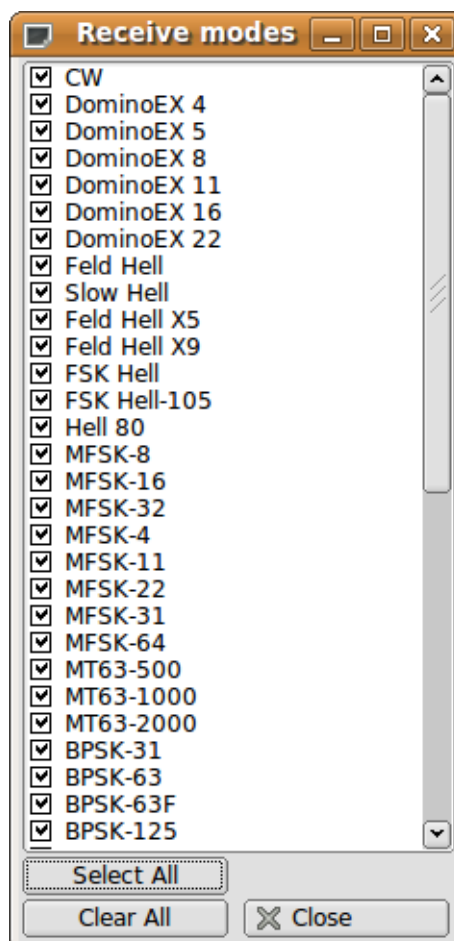 Receive modes
CW
DominoEX 4
DominoEX 5
DominoEX 8
DominoEX 11
DominoEX 16
DominoEX 22
Feld Hell
Slow Hell
Feld Hell X5
Feld Hell X9
FSK Hell
FSK Hell-105
Hell 80
MFSK-8
MFSK-16
MFSK-32
MFSK-4
MFSK-11
MFSK-22
MFSK-31
MFSK-64
MT63-500
MT63-1000
MT63-2000
BPSK-31
BPSK-63
BPSK-63F
BPSK-125
Select All
Clear All
Close